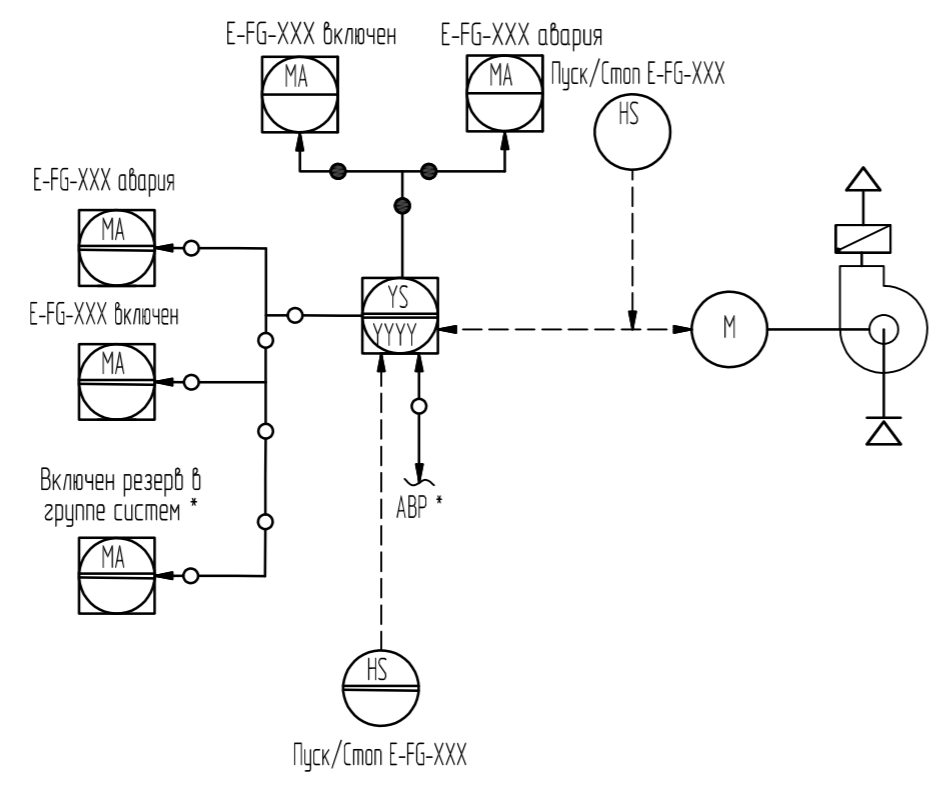 E-FG-XXX включен
E-FG-XXX авария
MA
MA
Пуск/Стоп E-FG-XXX
HS
E-FG-XXX авария
MA
E-FG-XXX включен
MA
YS
YYYY
M
Включен резерв в
группе систем *
MA
АВР *
HS
Пуск/Стоп E-FG-XXX